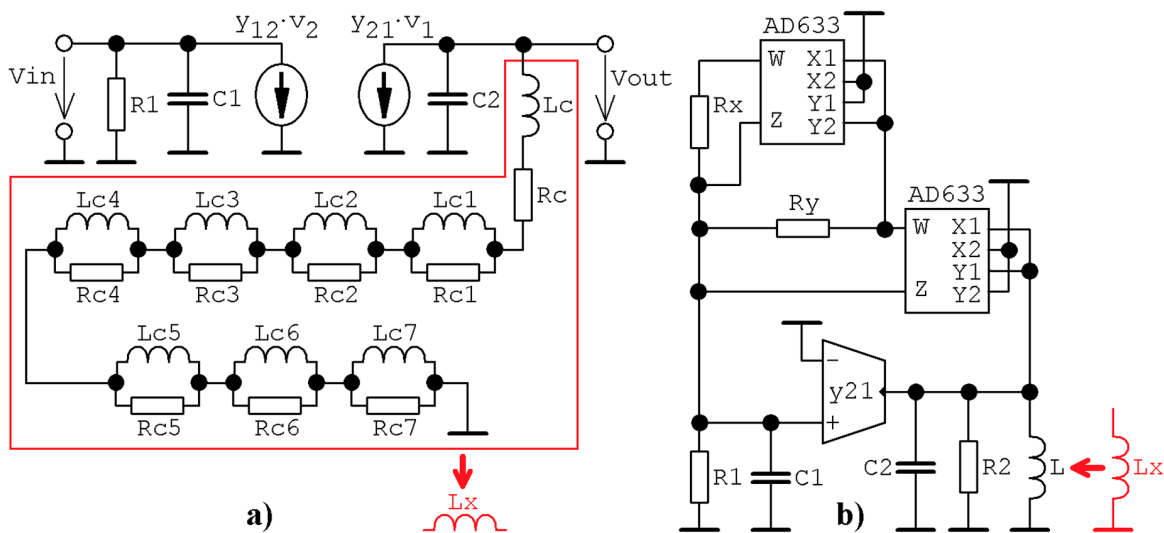 y12·v2 y21·v1
Vin R1 C1 C2 Lc Vout
Rc
Lc4 Lc3 Lc2 Lc1
Rc4 Rc3 Rc2 Rc1
Lc5 Lc6 Lc7
Rc5 Rc6 Rc7
Lx
a)
AD633
W X1
X2
Y1
Z Y2
Rx
AD633
Ry
W X1
X2
Y1
Z Y2
−
y21
+
R1 C1 C2 R2 L Lx
b)